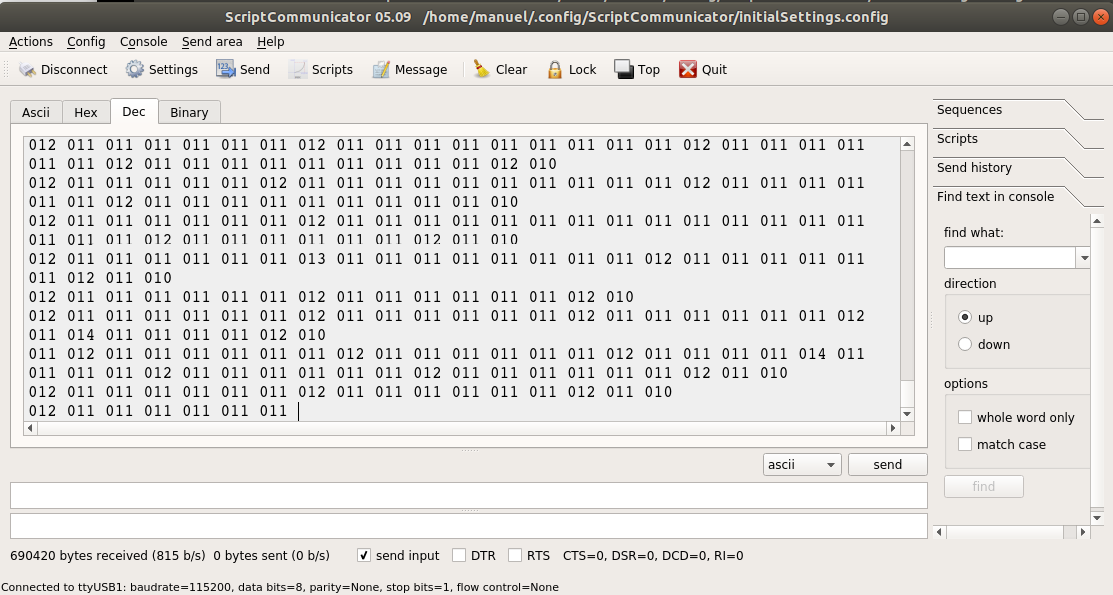 ScriptCommunicator 05.09 /home/manuel/.config/ScriptCommunicator/initialSettings.config
Actions Config Console Send area Help
Disconnect Settings Send Scripts Message Clear Lock Top Quit
Ascii Hex Dec Binary
012 011 011 011 011 011 011 012 011 011 011 011 011 011 011 011 011 012 011 011 011 011
011 011 012 011 011 011 011 011 011 011 011 011 012 010
012 011 011 011 011 011 012 011 011 011 011 011 011 011 011 011 011 012 011 011 011 011
011 011 012 011 011 011 011 011 011 011 011 011 010
012 011 011 011 011 011 011 012 011 011 011 011 011 011 011 011 011 011 011 011 011 011
011 011 011 012 011 011 011 011 011 011 012 011 010
012 011 011 011 011 011 011 013 011 011 011 011 011 011 011 011 012 011 011 011 011 011
011 012 011 010
012 011 011 011 011 011 011 012 011 011 011 011 011 011 012 010
012 011 011 011 011 011 011 012 011 011 011 011 011 011 012 011 011 011 011 011 011 012
011 014 011 011 011 011 012 010
011 012 011 011 011 011 011 011 012 011 011 011 011 011 011 012 011 011 011 011 014 011
011 011 011 012 011 011 011 011 011 011 012 011 011 011 011 011 011 012 011 010
012 011 011 011 011 011 011 012 011 011 011 011 011 011 012 011 010
012 011 011 011 011 011 011
ascii send
690420 bytes received (815 b/s) 0 bytes sent (0 b/s) send input DTR RTS CTS=0, DSR=0, DCD=0, RI=0
Connected to ttyUSB1: baudrate=115200, data bits=8, parity=None, stop bits=1, flow control=None
Sequences
Scripts
Send history
Find text in console
find what:
direction
up
down
options
whole word only
match case
find